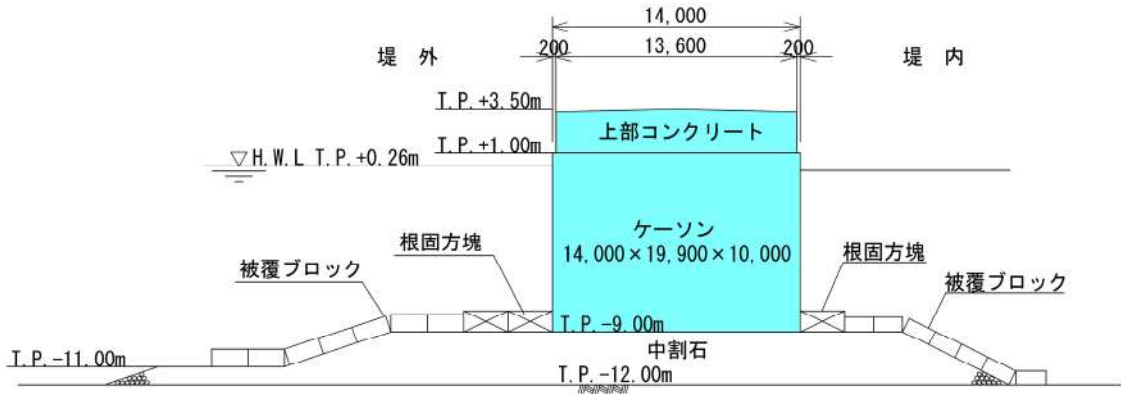 14,000
200
13,600
200
堤 外
堤 内
T.P.+3.50m
上部コンクリート
T.P.+1.00m
▽H.W.L T.P.+0.26m
ケーソン
14,000×19,900×10,000
根固方塊
根固方塊
被覆ブロック
被覆ブロック
T.P.-9.00m
中割石
T.P.-11.00m
T.P.-12.00m